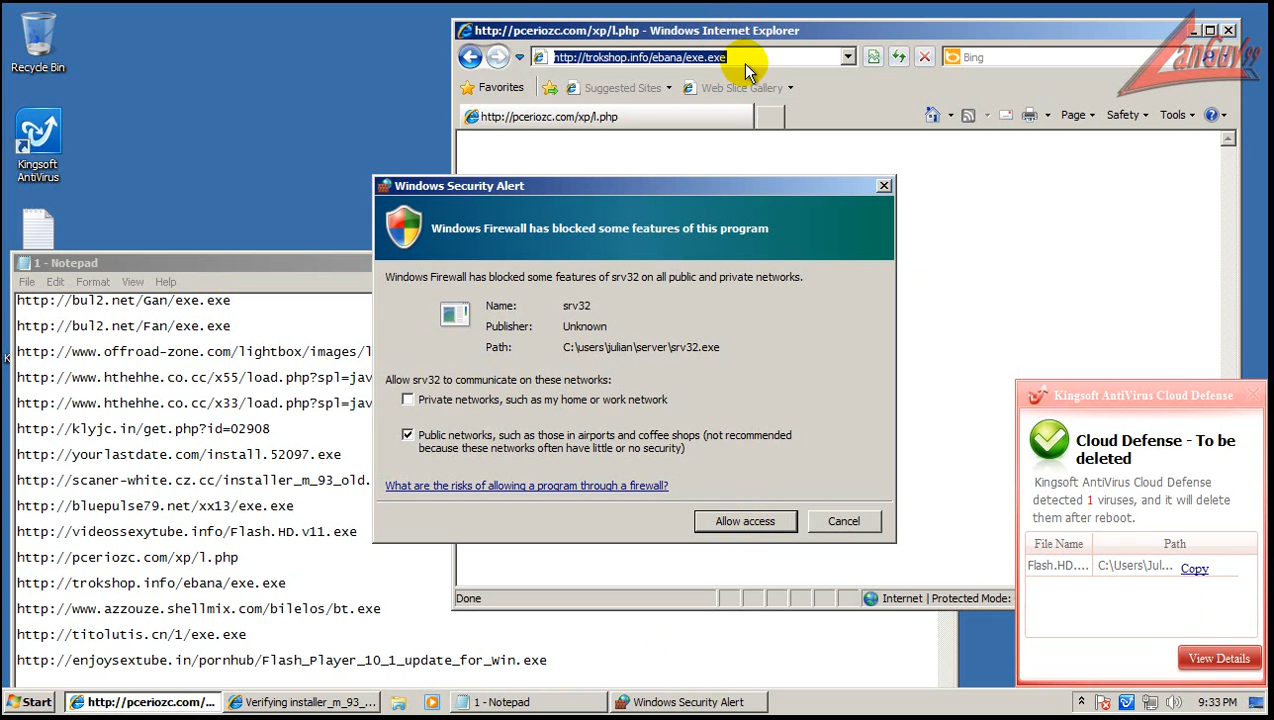 Recycle Bin
Kingsoft
AntiVirus
http://pceriozc.com/xp/l.php - Windows Internet Explorer
http://trokshop.info/ebana/exe.exe
Bing
Favorites
Suggested Sites
Web Slice Gallery
http://pceriozc.com/xp/l.php
Page
Safety
Tools
Windows Security Alert
Windows Firewall has blocked some features of this program
Windows Firewall has blocked some features of srv32 on all public and private networks.
Name: srv32
Publisher: Unknown
Path: C:\users\julian\server\srv32.exe
Allow srv32 to communicate on these networks:
Private networks, such as my home or work network
Public networks, such as those in airports and coffee shops (not recommended
because these networks often have little or no security)
What are the risks of allowing a program through a firewall?
Allow access
Cancel
1 - Notepad
File Edit Format View Help
http://bul2.net/Gan/exe.exe
http://bul2.net/Fan/exe.exe
http://www.offroad-zone.com/lightbox/images/l
http://www.hthehhe.co.cc/x55/load.php?spl=jav
http://www.hthehhe.co.cc/x33/load.php?spl=jav
http://klyjc.in/get.php?id=02908
http://yourlastdate.com/install.52097.exe
http://scaner-white.cz.cc/installer_m_93_old.
http://bluepulse79.net/xx13/exe.exe
http://videossexytube.info/Flash.HD.v11.exe
http://pceriozc.com/xp/l.php
http://trokshop.info/ebana/exe.exe
http://www.azzouze.shellmix.com/bilelos/bt.exe
http://titolutis.cn/1/exe.exe
http://enjoysextube.in/pornhub/Flash_Player_10_1_update_for_Win.exe
Done
Internet | Protected Mode:
Kingsoft AntiVirus Cloud Defense
Cloud Defense - To be
deleted
Kingsoft AntiVirus Cloud Defense
detected 1 viruses, and it will delete
them after reboot.
File Name Path
Flash.HD.... C:\Users\Jul... Copy
View Details
Start
http://pceriozc.com/...
Verifying installer_m_93_...
1 - Notepad
Windows Security Alert
9:33 PM